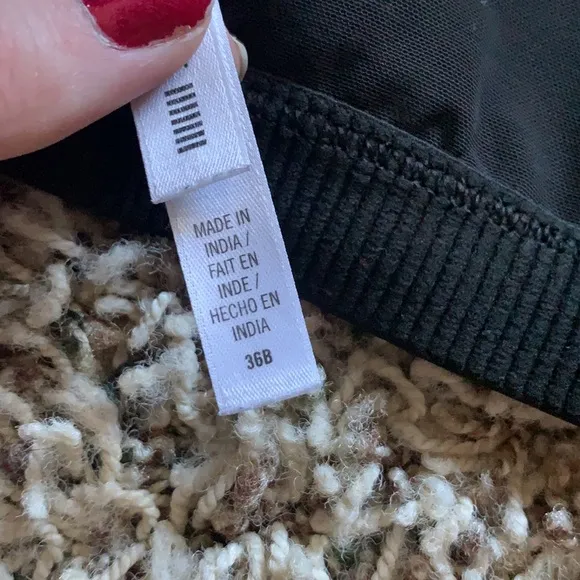 MADE IN
INDIA /
FAIT EN
INDE /
HECHO EN
INDIA
36B